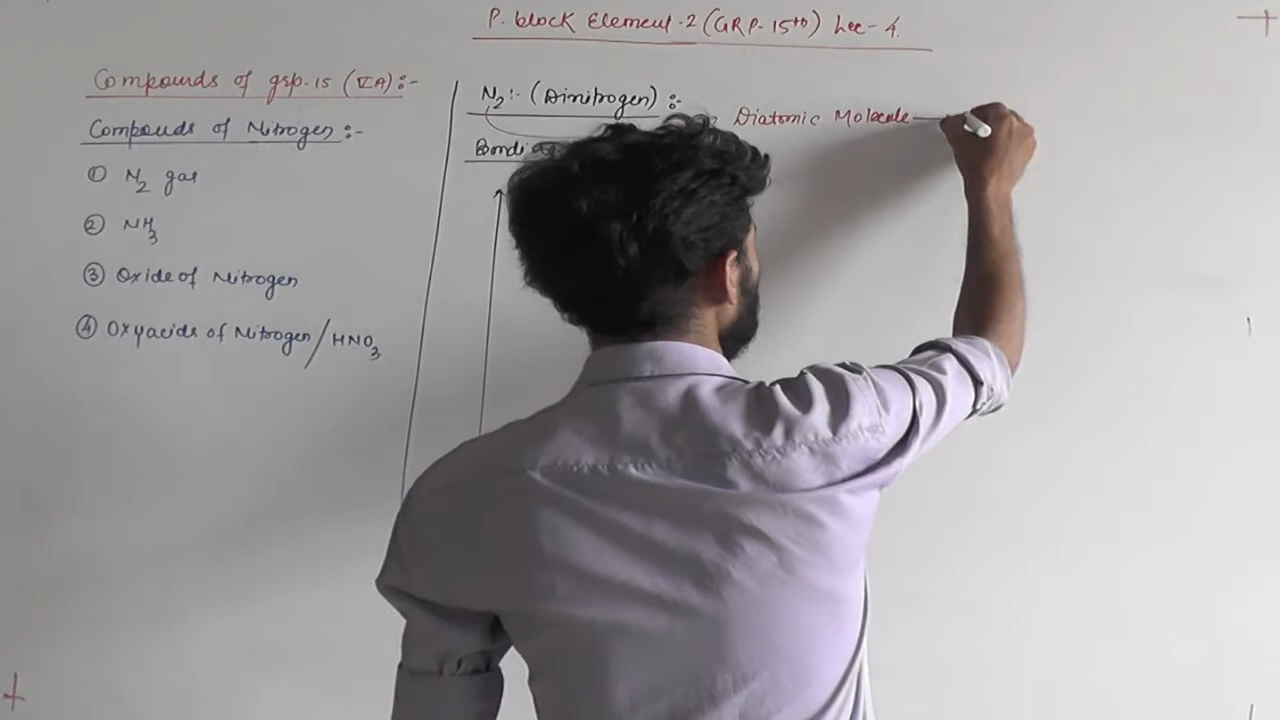 P. block Element-2 (GRP-15th) Lec-4.
Compounds of grp.15 (VA):-
Compouds of Nitrogen:-
① N2 gas
② NH3
③ Oxide of Nitrogen
④ Oxyacids of Nitrogen/HNO3
N2:- (Dinitrogen):-
Diatomic Molecule